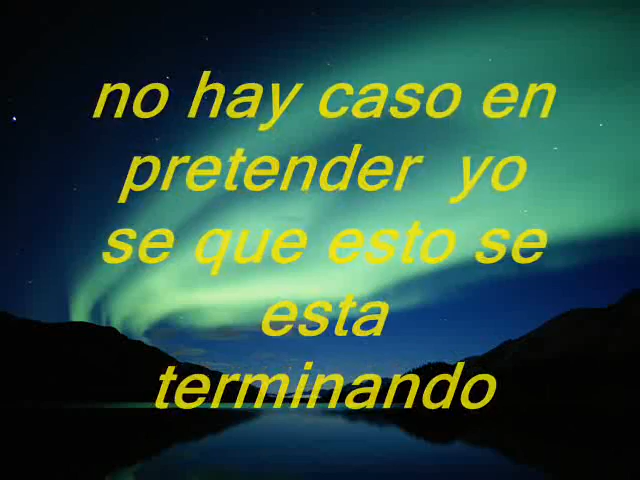 no hay caso en
pretender yo
se que esto se
esta
terminando